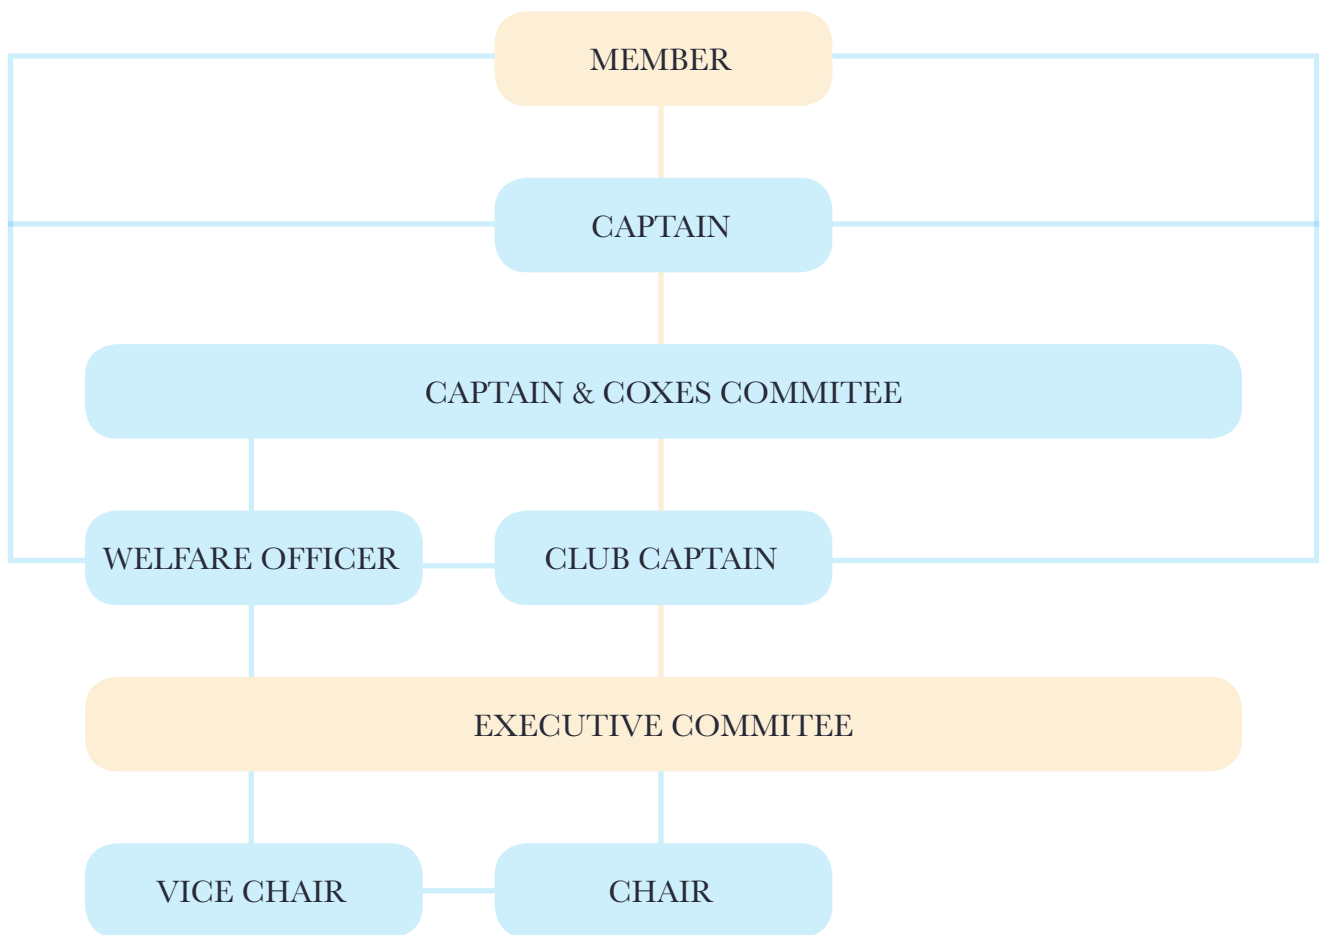 MEMBER
CAPTAIN
CAPTAIN & COXES COMMITEE
WELFARE OFFICER
CLUB CAPTAIN
EXECUTIVE COMMITEE
VICE CHAIR
CHAIR